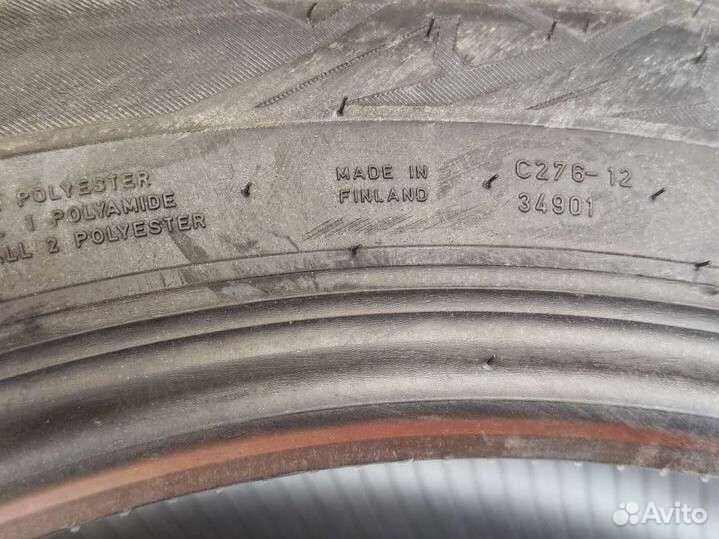 POLYESTER
1 POLYAMIDE
2 POLYESTER
MADE IN
FINLAND
C276-12
34901
Avito